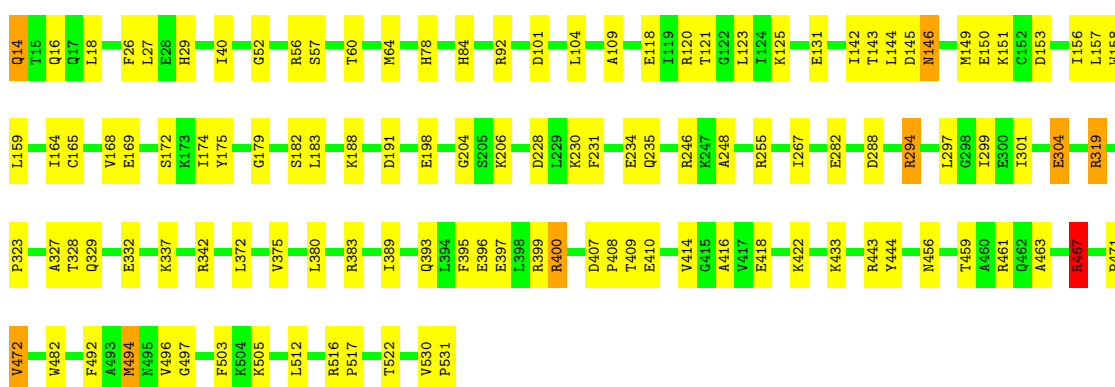 Q14 T15 Q16 Q17 L18 F26 L27 E28 H29 I40 G52 R56 S57 T60 M64 H78 H84 R92 D101 L104 A109 E118 I119 R120 T121 G122 L123 I124 K125 E131 I142 T143 L144 D145 N146 M149 E150 K151 C152 D153 I156 L157 W158
L159 I164 C165 V168 E169 S172 K173 I174 Y175 G179 S182 L183 K188 D191 E198 G204 S205 K206 D228 L229 K230 F231 E234 Q235 R246 K247 A248 R255 I267 E282 D288 R294 L297 G298 I299 E300 I301 E304 R319
P323 A327 T328 Q329 E332 K337 R342 L372 V375 L380 R383 I389 Q393 L394 F395 E396 E397 L398 R399 R400 D407 P408 T409 E410 V414 G415 A416 V417 E418 K422 K433 R443 Y444 N456 T459 A460 R461 Q462 A463 R467
V472 W482 F492 A493 M494 N495 V496 G497 F503 K504 K505 L512 R516 P517 T522 V530 P531